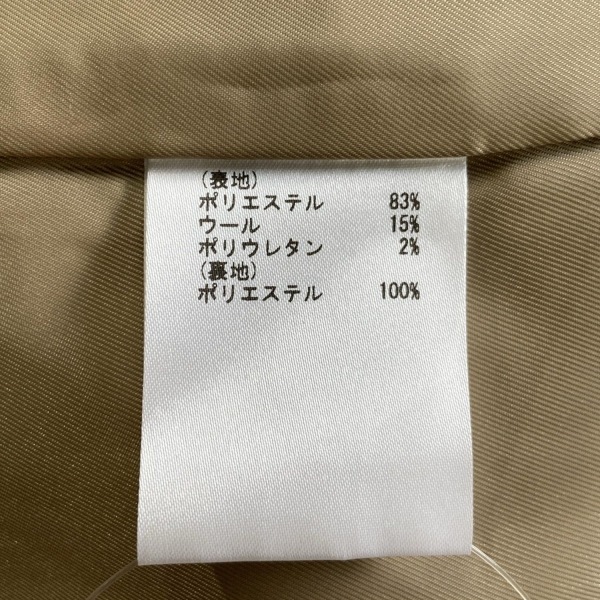 (表地)
ポリエステル 83%
ウール 15%
ポリウレタン 2%
(裏地)
ポリエステル 100%